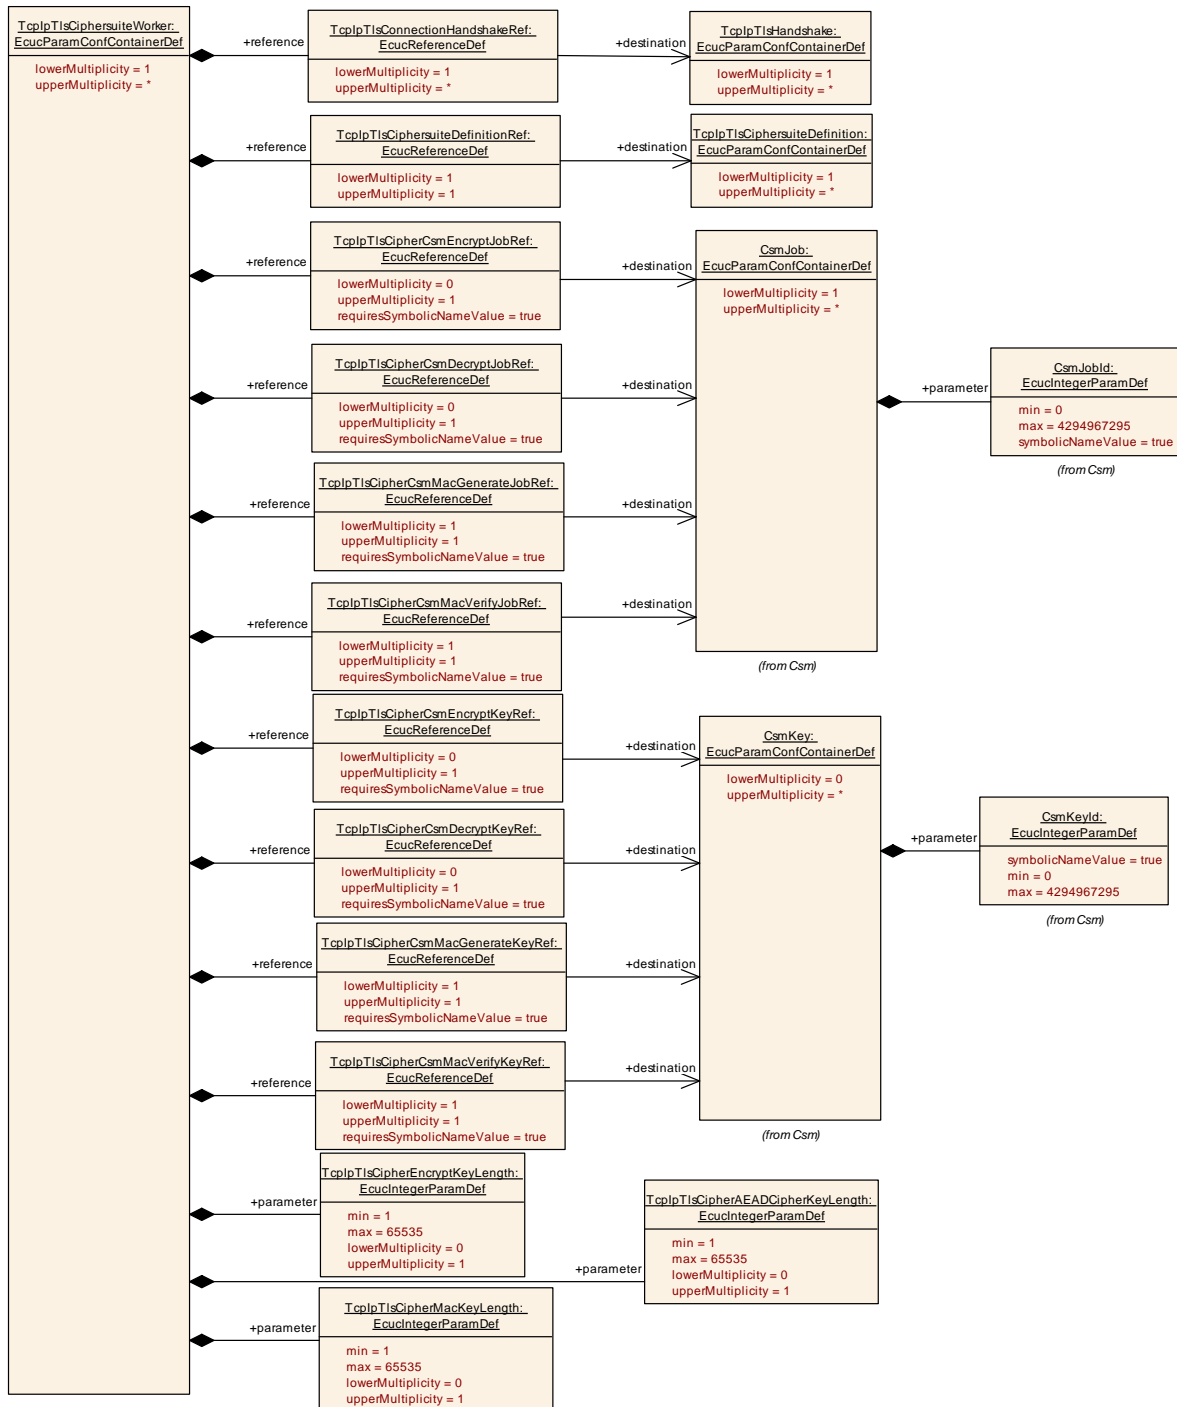 TcpIpTlsCiphersuiteWorker:
EcucParamConfContainerDef
lowerMultiplicity = 1
upperMultiplicity = *
+reference
TcpIpTlsConnectionHandshakeRef:
EcucReferenceDef
lowerMultiplicity = 1
upperMultiplicity = *
+destination
TcpIpTlsHandshake:
EcucParamConfContainerDef
lowerMultiplicity = 1
upperMultiplicity = *
+reference
TcpIpTlsCiphersuiteDefinitionRef:
EcucReferenceDef
lowerMultiplicity = 1
upperMultiplicity = 1
+destination
TcpIpTlsCiphersuiteDefinition:
EcucParamConfContainerDef
lowerMultiplicity = 1
upperMultiplicity = *
+reference
TcpIpTlsCipherCsmEncryptJobRef:
EcucReferenceDef
lowerMultiplicity = 0
upperMultiplicity = 1
requiresSymbolicNameValue = true
+destination
CsmJob:
EcucParamConfContainerDef
lowerMultiplicity = 1
upperMultiplicity = *
+reference
TcpIpTlsCipherCsmDecryptJobRef:
EcucReferenceDef
lowerMultiplicity = 0
upperMultiplicity = 1
requiresSymbolicNameValue = true
+destination
+parameter
CsmJobId:
EcucIntegerParamDef
min = 0
max = 4294967295
symbolicNameValue = true
(from Csm)
+reference
TcpIpTlsCipherCsmMacGenerateJobRef:
EcucReferenceDef
lowerMultiplicity = 1
upperMultiplicity = 1
requiresSymbolicNameValue = true
+destination
+reference
TcpIpTlsCipherCsmMacVerifyJobRef:
EcucReferenceDef
lowerMultiplicity = 1
upperMultiplicity = 1
requiresSymbolicNameValue = true
+destination
(from Csm)
+reference
TcpIpTlsCipherCsmEncryptKeyRef:
EcucReferenceDef
lowerMultiplicity = 0
upperMultiplicity = 1
requiresSymbolicNameValue = true
+destination
CsmKey:
EcucParamConfContainerDef
lowerMultiplicity = 0
upperMultiplicity = *
+reference
TcpIpTlsCipherCsmDecryptKeyRef:
EcucReferenceDef
lowerMultiplicity = 0
upperMultiplicity = 1
requiresSymbolicNameValue = true
+destination
+parameter
CsmKeyId:
EcucIntegerParamDef
symbolicNameValue = true
min = 0
max = 4294967295
(from Csm)
+reference
TcpIpTlsCipherCsmMacGenerateKeyRef:
EcucReferenceDef
lowerMultiplicity = 1
upperMultiplicity = 1
requiresSymbolicNameValue = true
+destination
+reference
TcpIpTlsCipherCsmMacVerifyKeyRef:
EcucReferenceDef
lowerMultiplicity = 1
upperMultiplicity = 1
requiresSymbolicNameValue = true
+destination
(from Csm)
+parameter
TcpIpTlsCipherEncryptKeyLength:
EcucIntegerParamDef
min = 1
max = 65535
lowerMultiplicity = 0
upperMultiplicity = 1
+parameter
TcpIpTlsCipherAEADCipherKeyLength:
EcucIntegerParamDef
min = 1
max = 65535
lowerMultiplicity = 0
upperMultiplicity = 1
+parameter
TcpIpTlsCipherMacKeyLength:
EcucIntegerParamDef
min = 1
max = 65535
lowerMultiplicity = 0
upperMultiplicity = 1